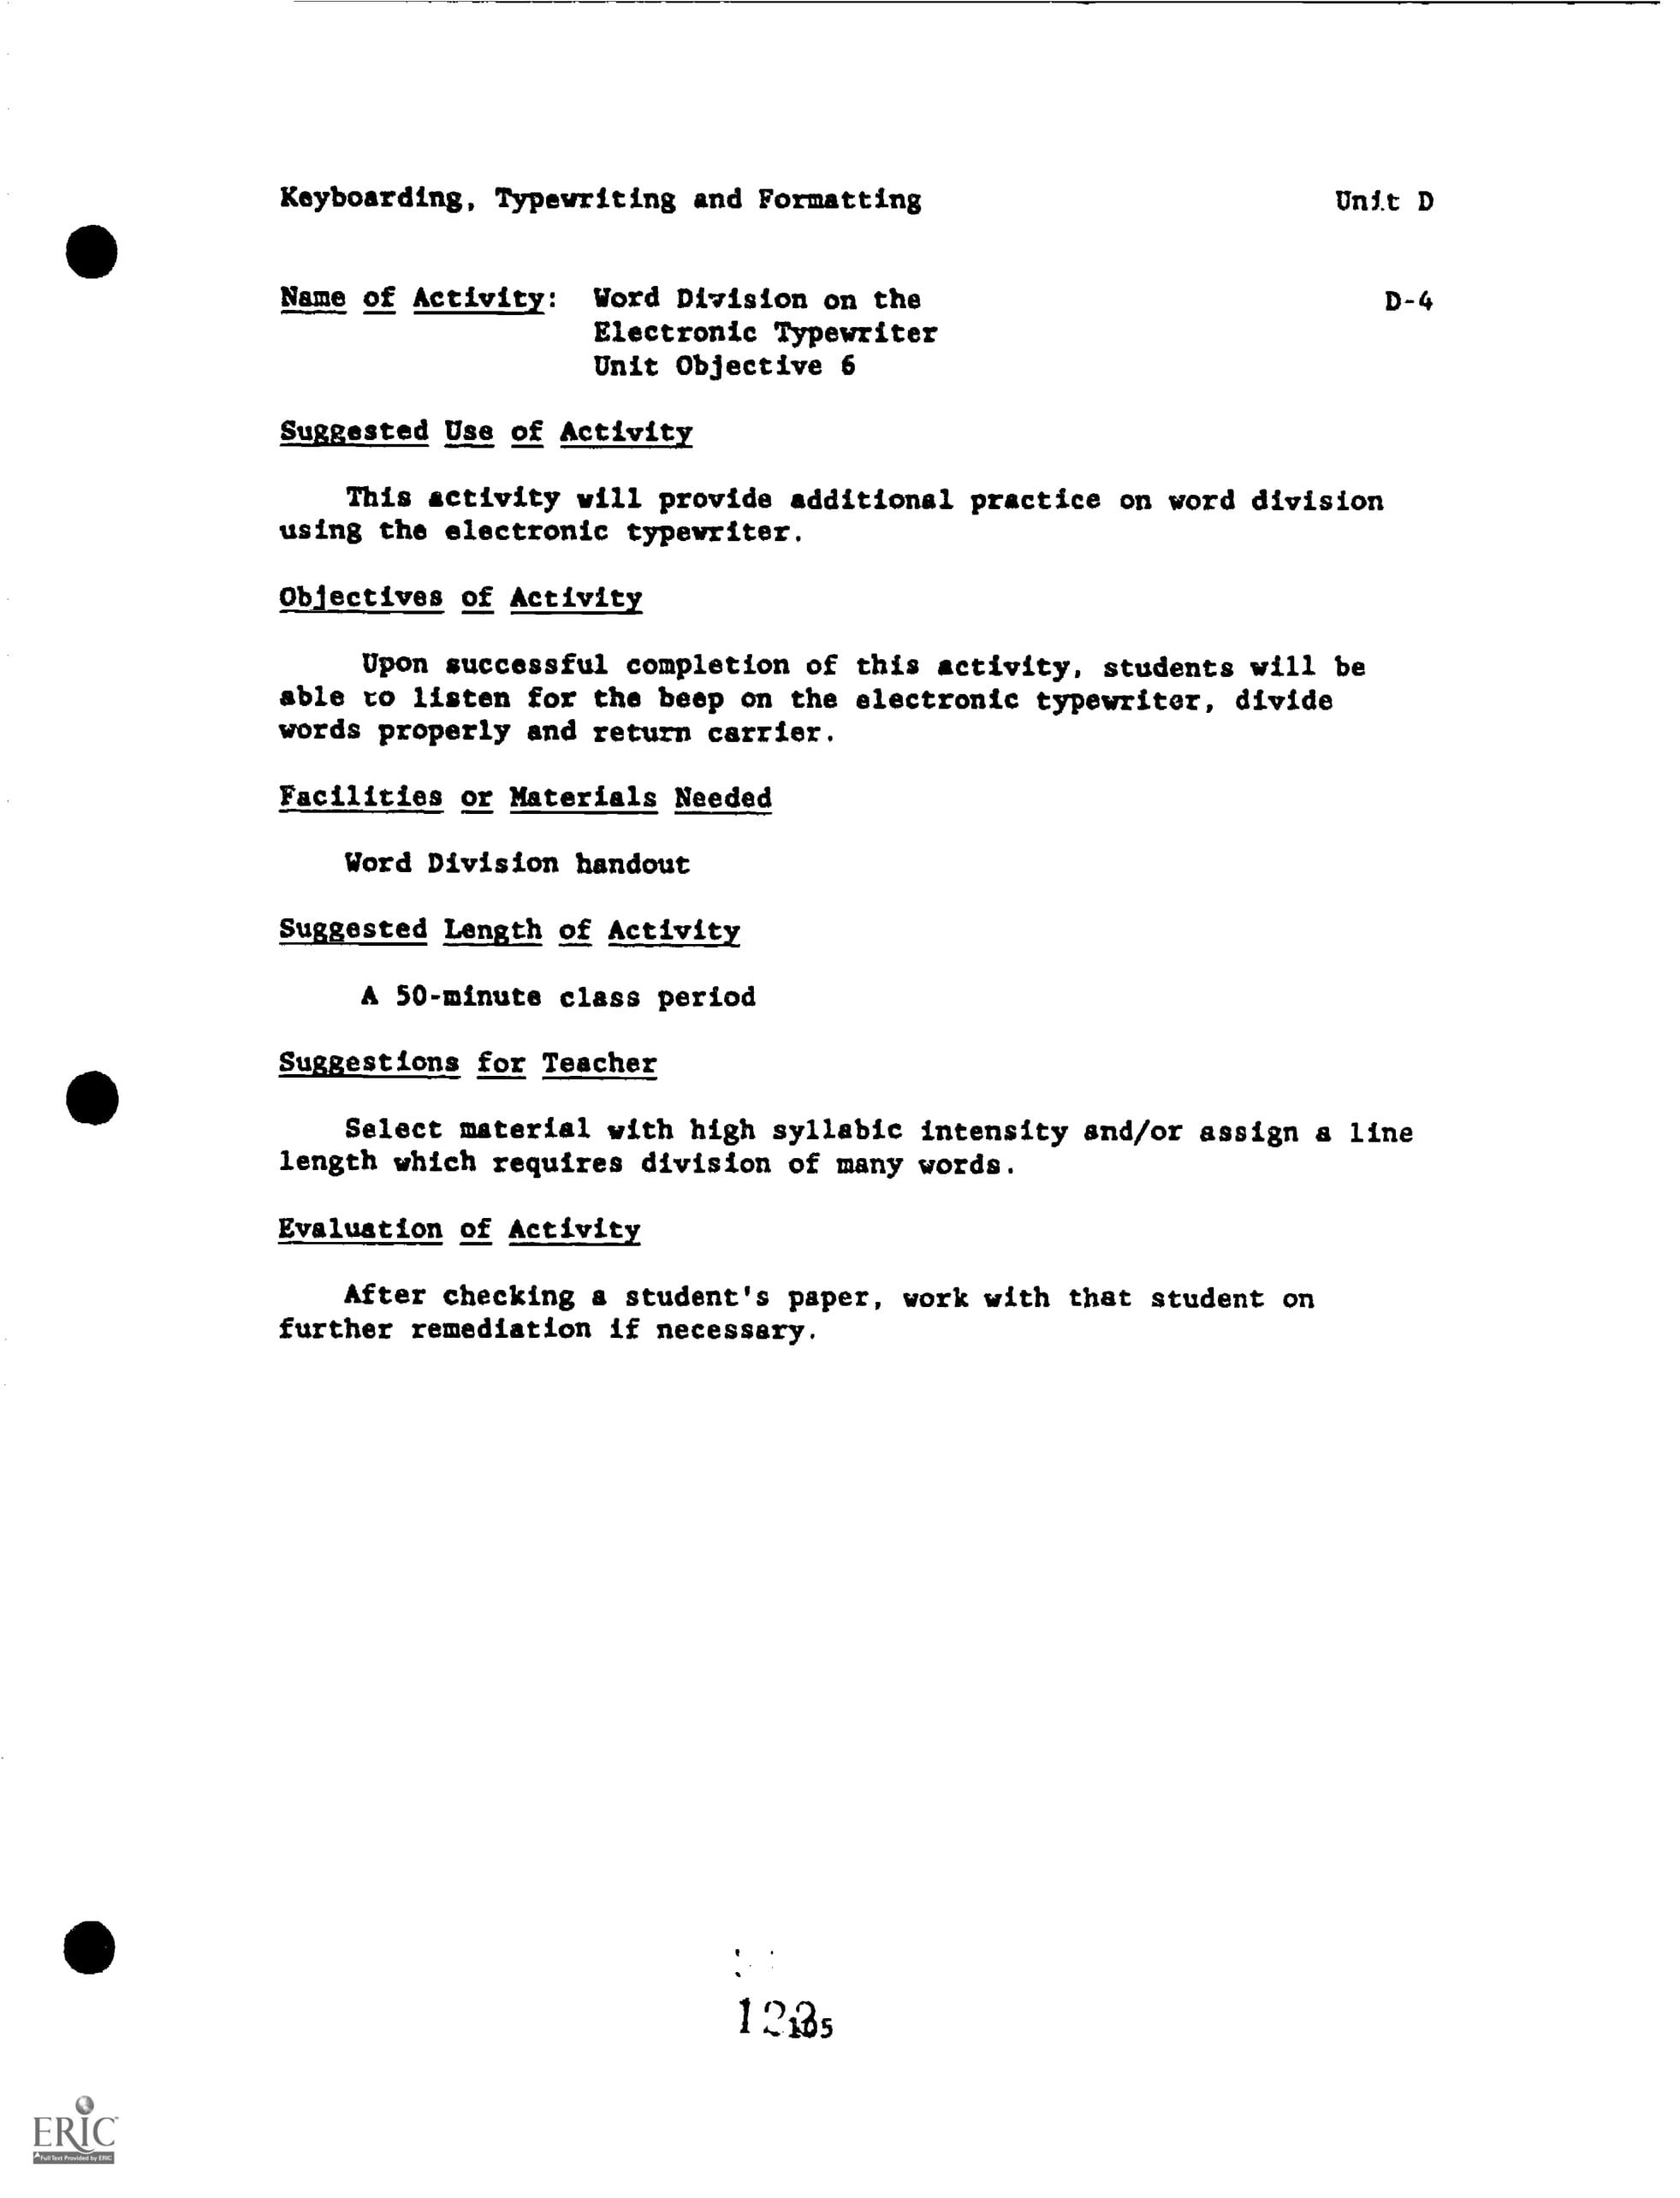 Keyboarding, Typewriting and Formatting Unit D
Name of Activity: Word Division on the D-4
Electronic Typewriter
Unit Objective 6
Suggested Use of Activity
This activity will provide additional practice on word division
using the electronic typewriter.
Objectives of Activity
Upon successful completion of this activity, students will be
able to listen for the beep on the electronic typewriter, divide
words properly and return carrier.
Facilities or Materials Needed
Word Division handout
Suggested Length of Activity
A 50-minute class period
Suggestions for Teacher
Select material with high syllabic intensity and/or assign a line
length which requires division of many words.
Evaluation of Activity
After checking a student's paper, work with that student on
further remediation if necessary.
ERIC
Full Text Provided by ERIC